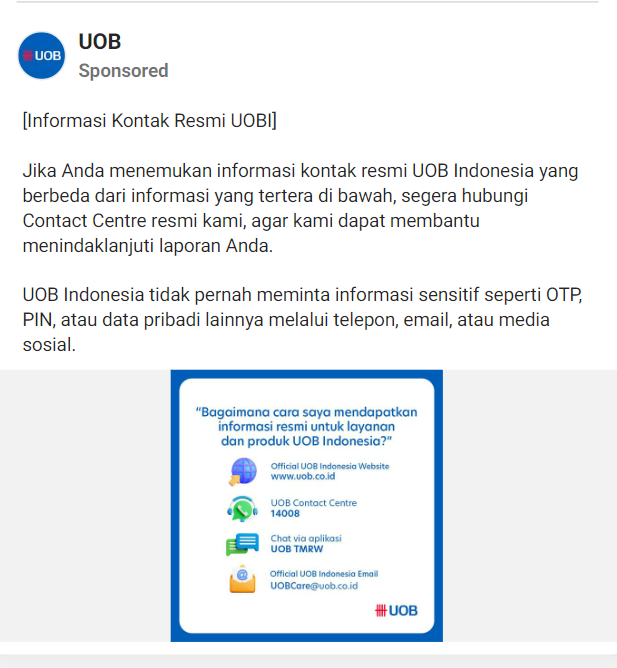 UOB
UOB
Sponsored
[Informasi Kontak Resmi UOBI]
Jika Anda menemukan informasi kontak resmi UOB Indonesia yang
berbeda dari informasi yang tertera di bawah, segera hubungi
Contact Centre resmi kami, agar kami dapat membantu
menindaklanjuti laporan Anda.
UOB Indonesia tidak pernah meminta informasi sensitif seperti OTP,
PIN, atau data pribadi lainnya melalui telepon, email, atau media
sosial.
“Bagaimana cara saya mendapatkan
informasi resmi untuk layanan
dan produk UOB Indonesia?”
Official UOB Indonesia Website
www.uob.co.id
UOB Contact Centre
14008
Chat via aplikasi
UOB TMRW
Official UOB Indonesia Email
UOBCare@uob.co.id
UOB